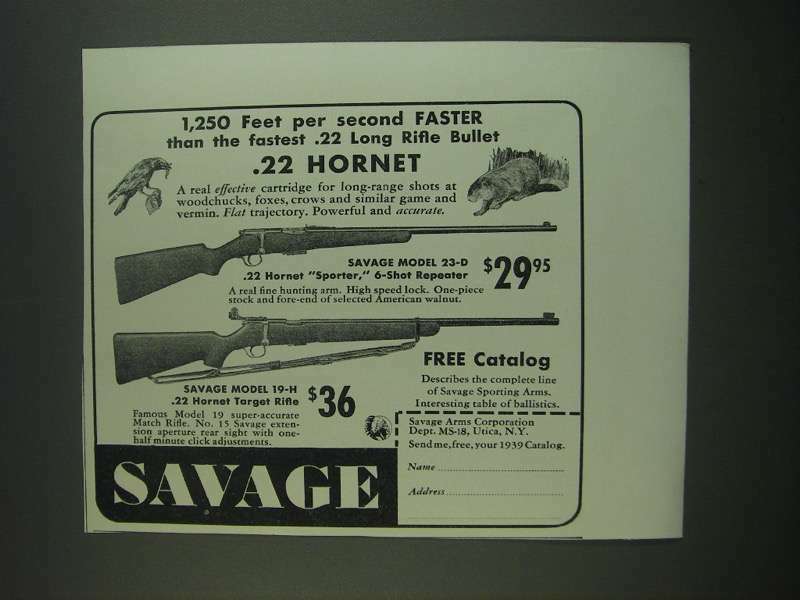 1,250 Feet per second FASTER
than the fastest .22 Long Rifle Bullet
.22 HORNET
A real effective cartridge for long-range shots at
woodchucks, foxes, crows and similar game and
vermin. Flat trajectory. Powerful and accurate.
SAVAGE MODEL 23-D
.22 Hornet "Sporter," 6-Shot Repeater
$29.95
A real fine hunting arm. High speed lock. One-piece
stock and fore-end of selected American walnut.
SAVAGE MODEL 19-H
.22 Hornet Target Rifle
$36
Famous Model 19 super-accurate
Match Rifle. No. 15 Savage exten-
sion aperture rear sight with one-
half minute click adjustments.
FREE Catalog
Describes the complete line
of Savage Sporting Arms.
Interesting table of ballistics.
Savage Arms Corporation
Dept. MS-18, Utica, N.Y.
Send me, free, your 1939 Catalog.
Name
Address
SAVAGE